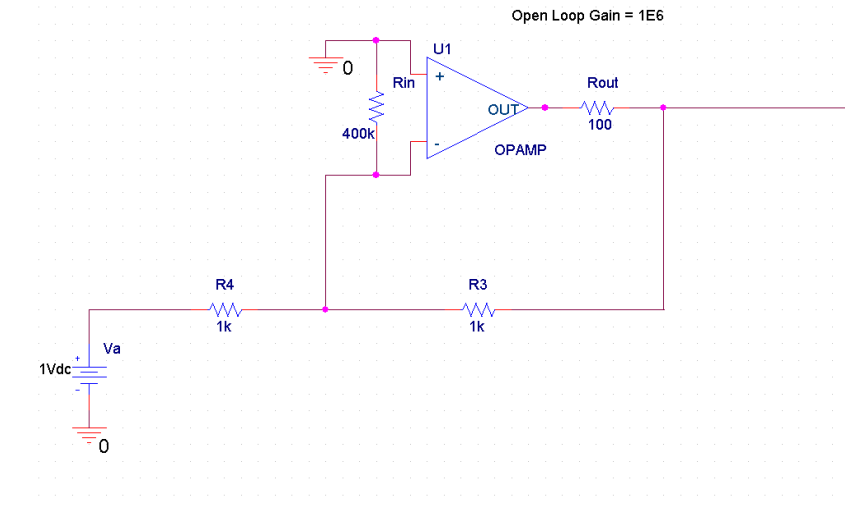 Open Loop Gain = 1E6
U1
0
Rin
+
Rout
OUT
400k
100
-
OPAMP
R4
R3
1k
1k
Va
+
1Vdc
-
0